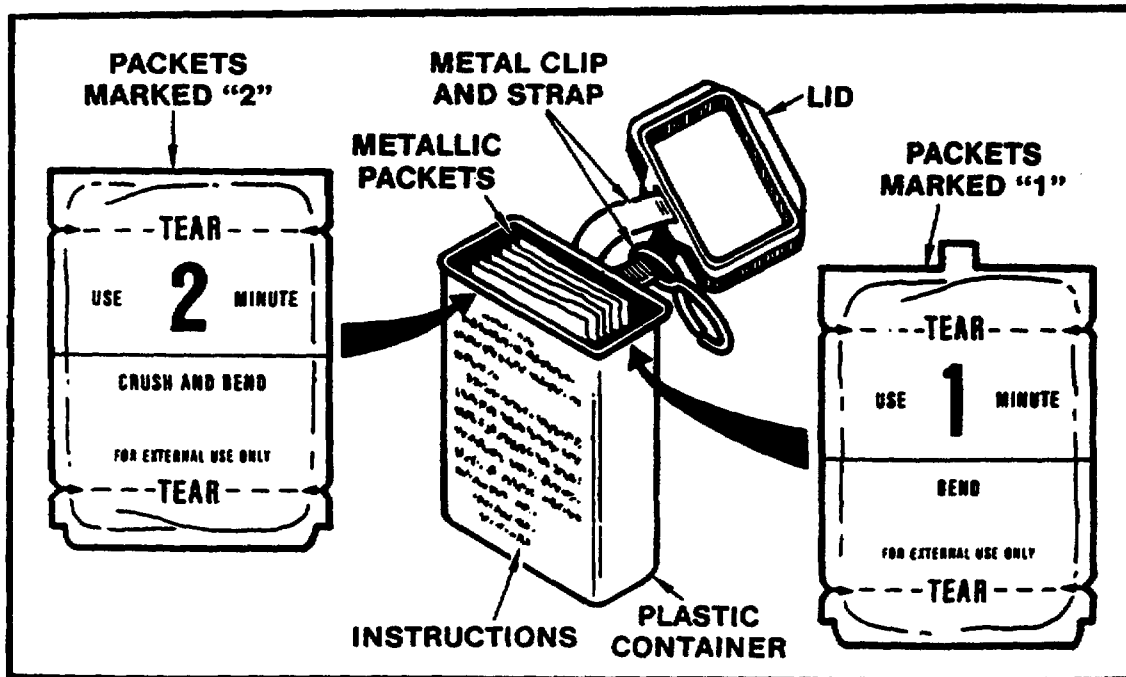 PACKETS
MARKED "2"
METAL CLIP
AND STRAP
LID
METALLIC
PACKETS
PACKETS
MARKED "1"
TEAR
USE 2 MINUTE
CRUSH AND BEND
FOR EXTERNAL USE ONLY
TEAR
TEAR
USE 1 MINUTE
BEND
FOR EXTERNAL USE ONLY
TEAR
INSTRUCTIONS
PLASTIC
CONTAINER